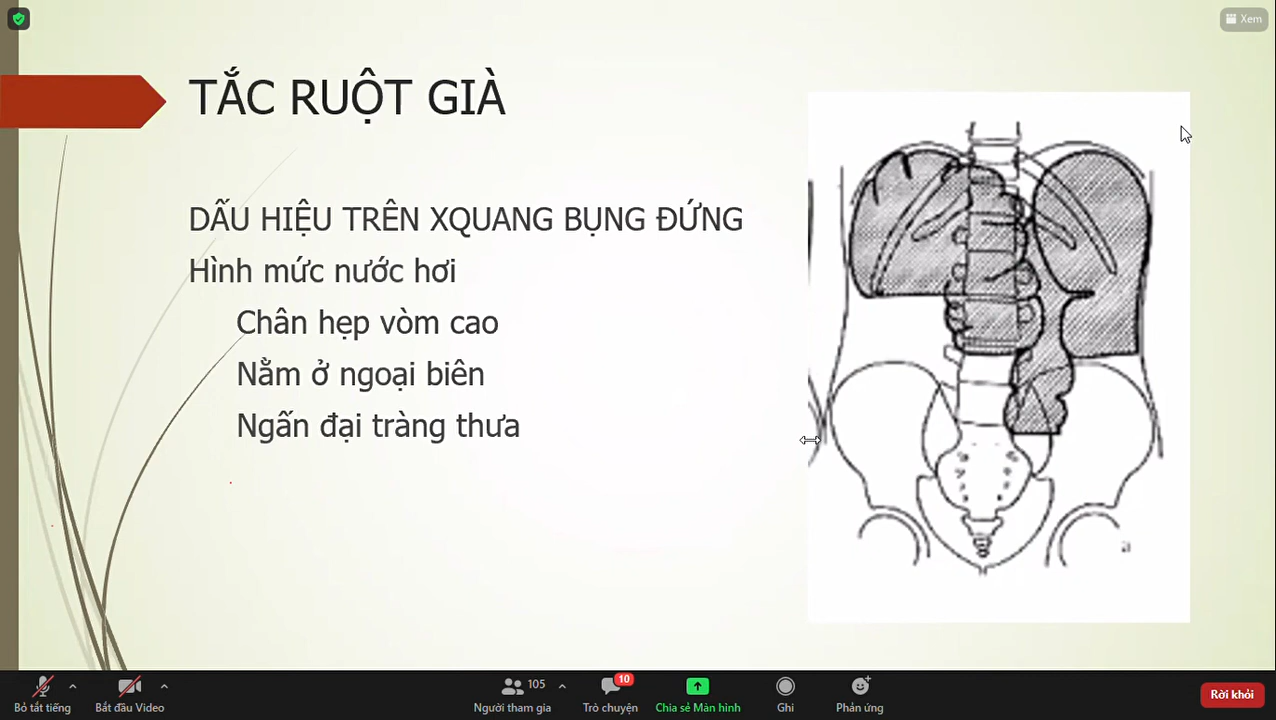 Xem
TẮC RUỘT GIÀ
DẤU HIỆU TRÊN XQUANG BỤNG ĐỨNG
Hình mức nước hơi
Chân hẹp vòm cao
Nằm ở ngoại biên
Ngấn đại tràng thưa
a
10
105
Bỏ tắt tiếng
Bắt đầu Video
Người tham gia
Trò chuyện
Chia sẻ Màn hình
Ghi
Phản ứng
Rời khỏi